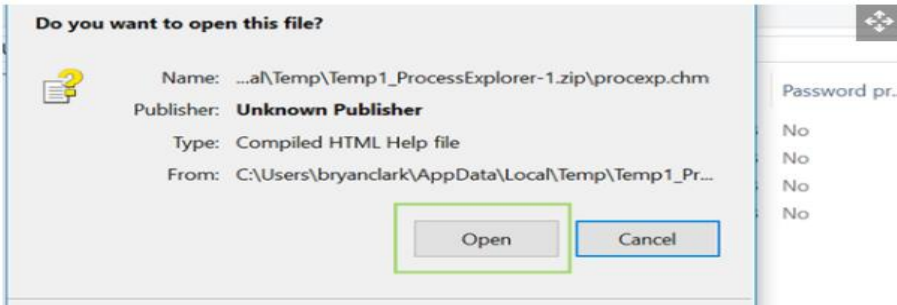 Do you want to open this file?
Name: ...al\Temp\Temp1_ProcessExplorer-1.zip\procexp.chm
Publisher: Unknown Publisher
Type: Compiled HTML Help file
From: C:\Users\bryanclark\AppData\Local\Temp\Temp1_Pr...
Open Cancel
Password pr...
No
No
No
No